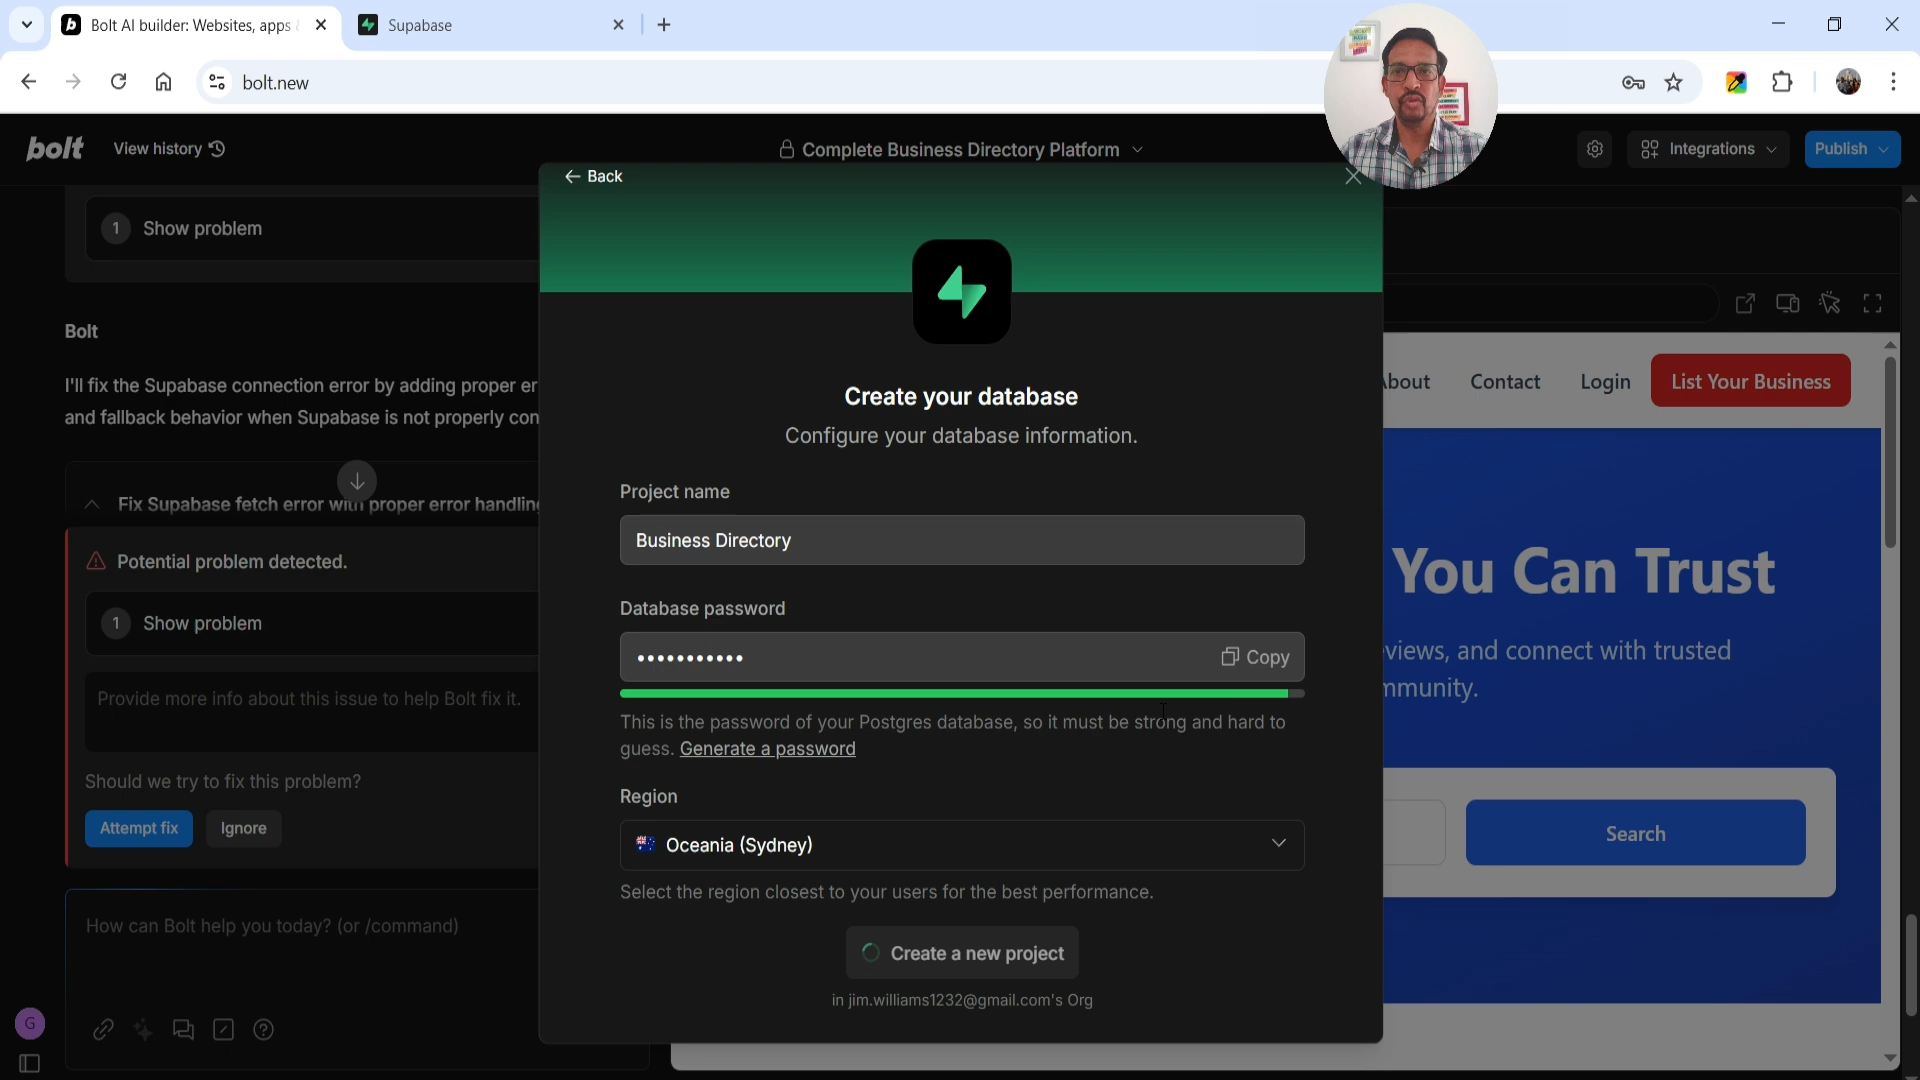 Bolt AI builder: Websites, apps
Supabase
bolt.new
bolt
View history
Complete Business Directory Platform
Integrations
Publish
Back
1
Show problem
Bolt
I'll fix the Supabase connection error by adding proper er
and fallback behavior when Supabase is not properly con
Fix Supabase fetch error with proper error handling
Potential problem detected.
1
Show problem
Provide more info about this issue to help Bolt fix it.
Should we try to fix this problem?
Attempt fix
Ignore
How can Bolt help you today? (or /command)
G
Create your database
Configure your database information.
Project name
Business Directory
Database password
•••••••••••
Copy
This is the password of your Postgres database, so it must be strong and hard to
guess. Generate a password
Region
Oceania (Sydney)
Select the region closest to your users for the best performance.
Create a new project
in jim.williams1232@gmail.com's Org
About
Contact
Login
List Your Business
You Can Trust
views, and connect with trusted
mmunity.
Search